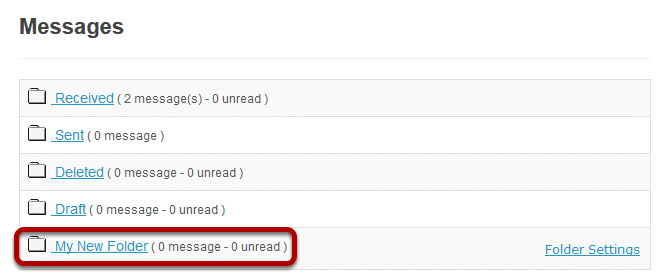 Messages
Received ( 2 message(s) - 0 unread )
Sent ( 0 message )
Deleted ( 0 message - 0 unread )
Draft ( 0 message - 0 unread )
My New Folder ( 0 message - 0 unread ) Folder Settings